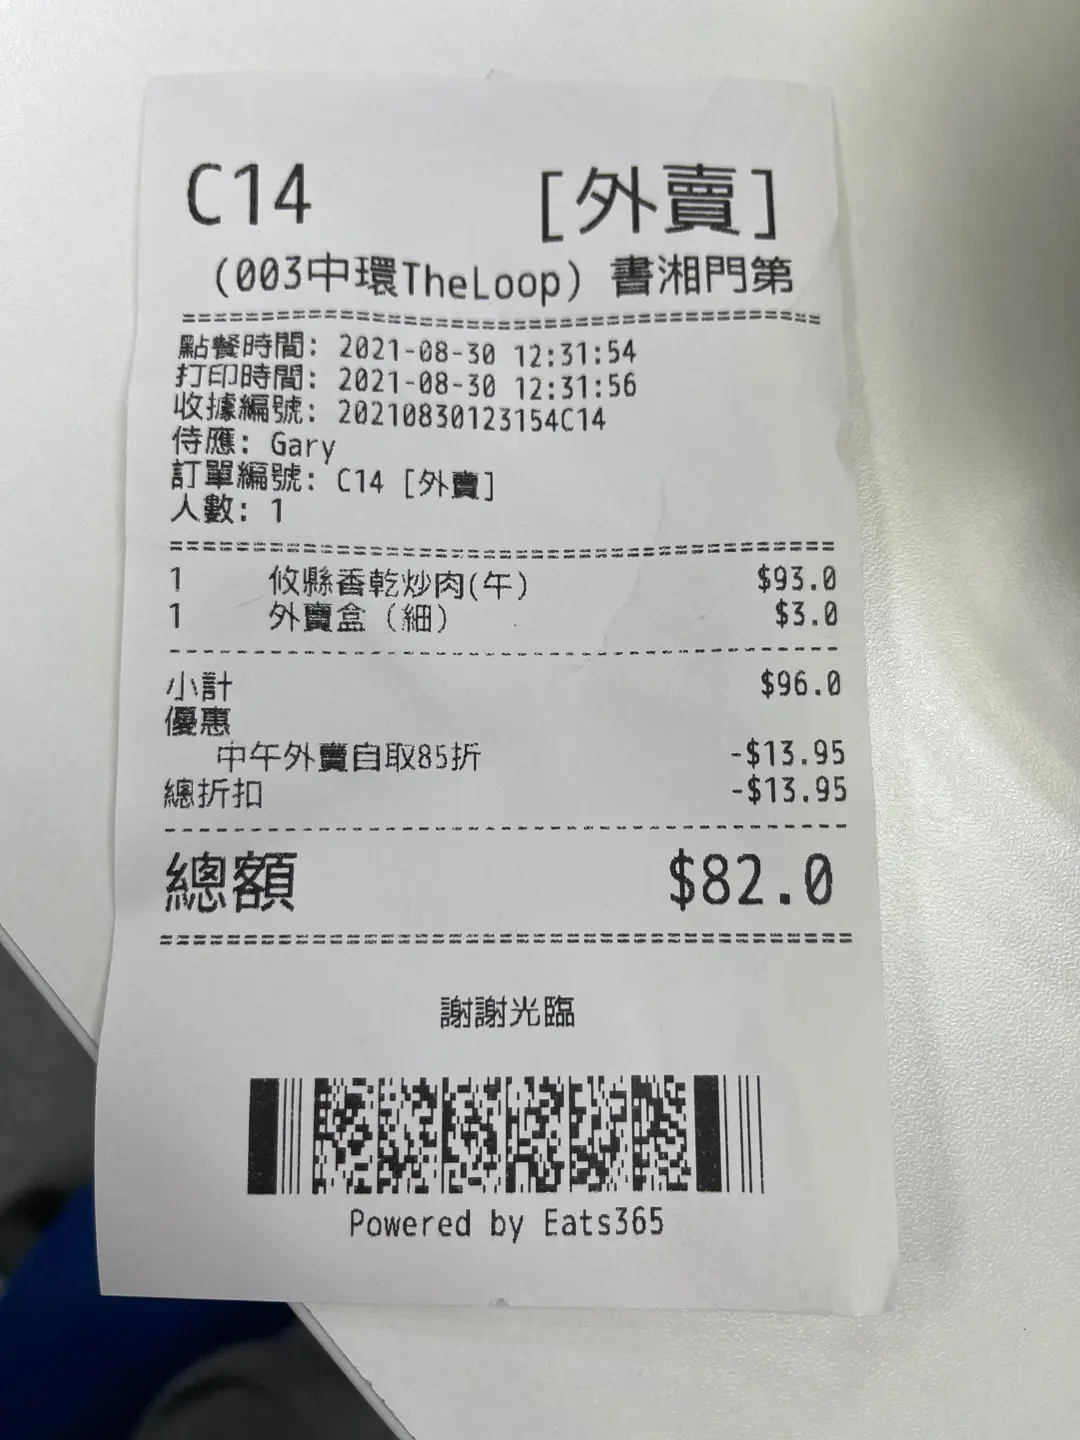 C14 [外賣]
(003中環TheLoop) 書湘門第
點餐時間: 2021-08-30 12:31:54
打印時間: 2021-08-30 12:31:56
收據編號: 20210830123154C14
侍應: Gary
訂單編號: C14 [外賣]
人數: 1
1 攸縣香乾炒肉(午) $93.0
1 外賣盒（細） $3.0
小計 $96.0
優惠
中午外賣自取85折 -$13.95
總折扣 -$13.95
總額 $82.0
謝謝光臨
Powered by Eats365